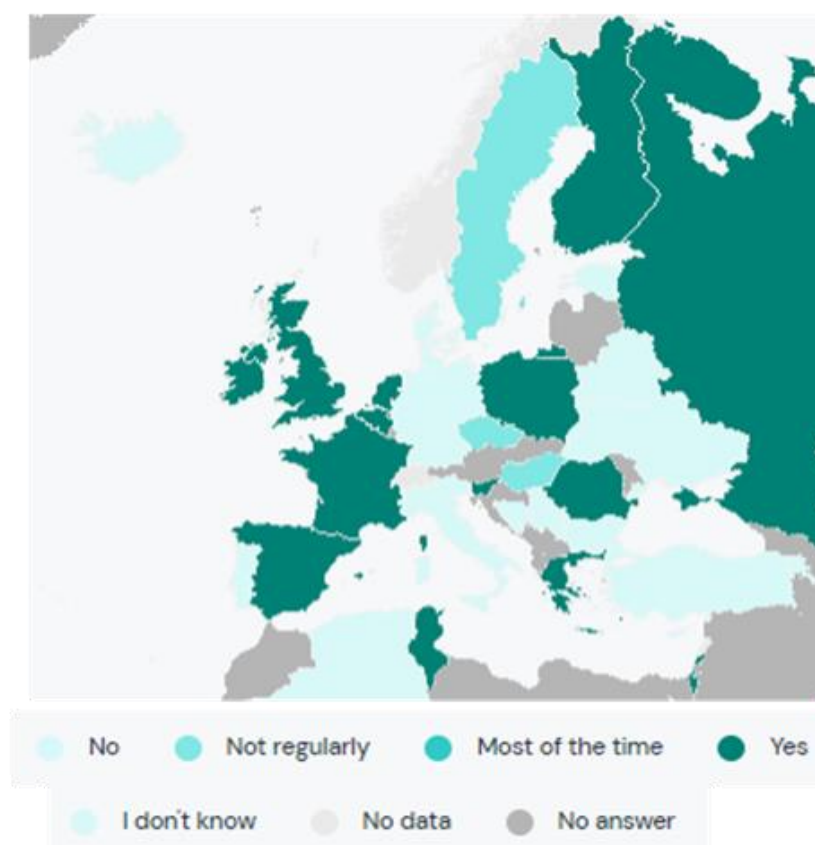 No Not regularly Most of the time Yes
I don't know No data No answer